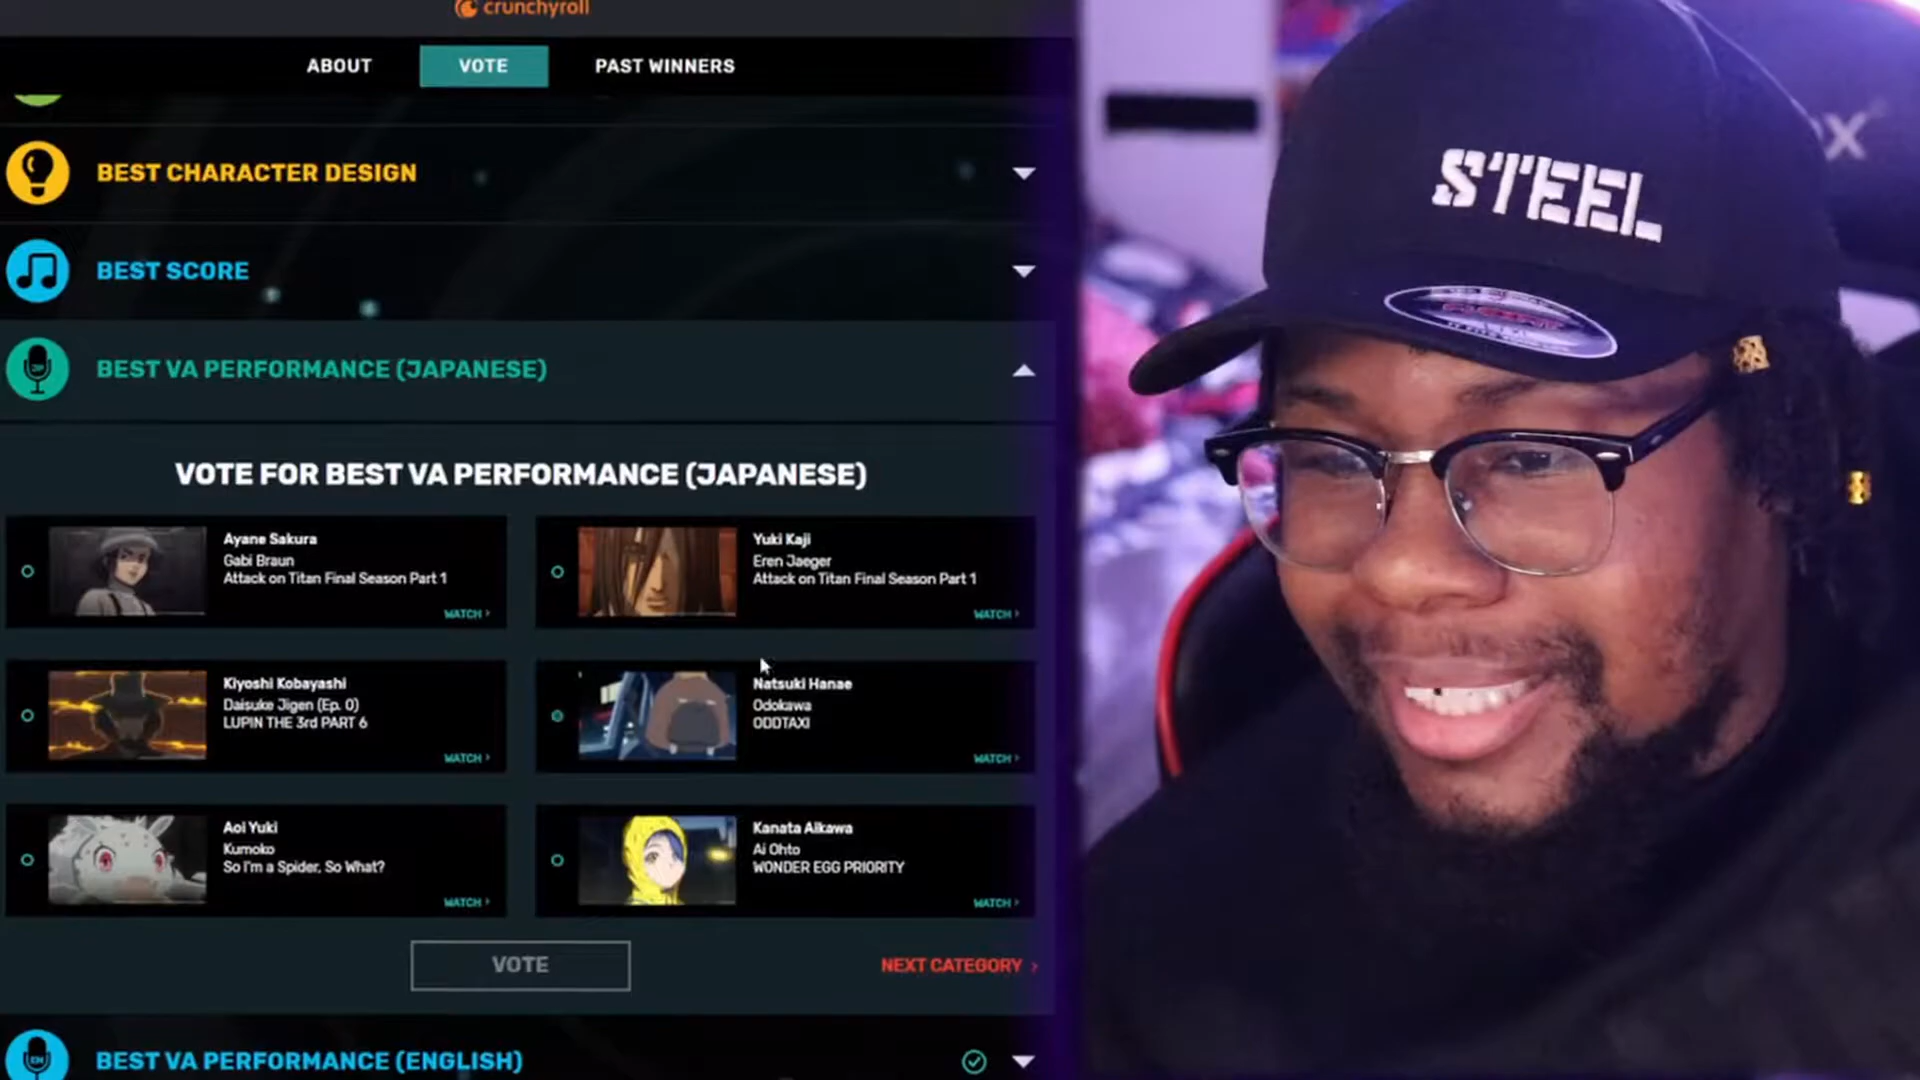 crunchyroll
ABOUT
VOTE
PAST WINNERS
BEST CHARACTER DESIGN
BEST SCORE
BEST VA PERFORMANCE (JAPANESE)
VOTE FOR BEST VA PERFORMANCE (JAPANESE)
Ayane Sakura
Gabi Braun
Attack on Titan Final Season Part 1
WATCH
Yuki Kaji
Eren Jaeger
Attack on Titan Final Season Part 1
WATCH
Kiyoshi Kobayashi
Daisuke Jigen (Ep. 0)
LUPIN THE 3rd PART 6
WATCH
Natsuki Hanae
Odokawa
ODDTAXI
WATCH
Aoi Yuki
Kumoko
So I'm a Spider, So What?
WATCH
Kanata Aikawa
Ai Ohto
WONDER EGG PRIORITY
WATCH
VOTE
NEXT CATEGORY
BEST VA PERFORMANCE (ENGLISH)
STEEL
X